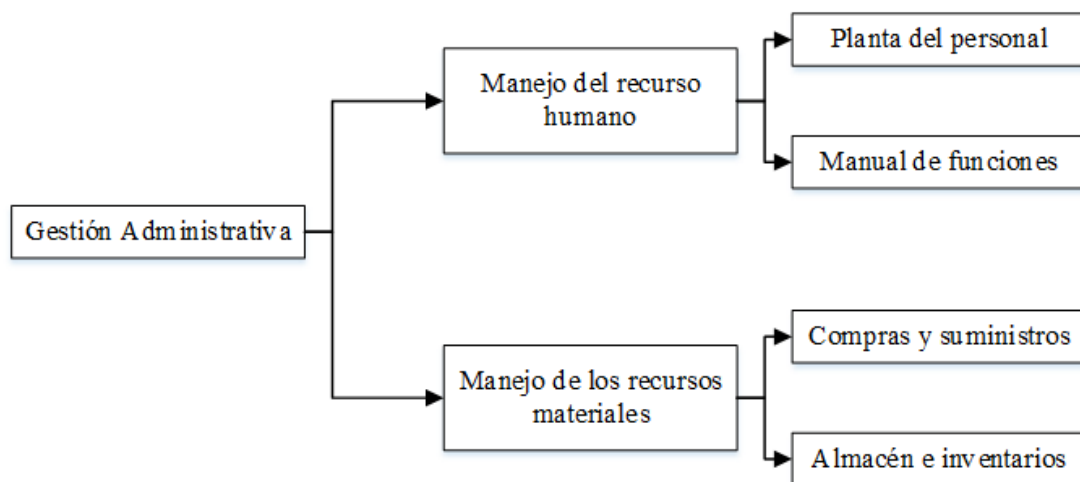 Gestión Administrativa
Manejo del recurso
humano
Planta del personal
Manual de funciones
Manejo de los recursos
materiales
Compras y suministros
Almacén e inventarios